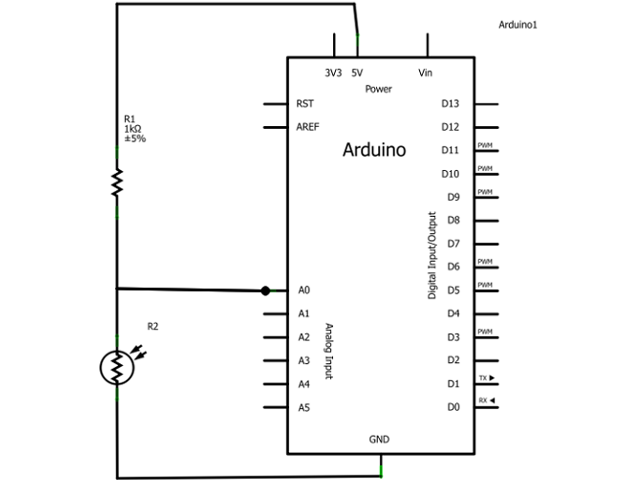 Arduino1
3V3 5V Vin
Power
RST D13
AREF D12
R1
1kΩ
±5%
Arduino
D11 PWM
D10 PWM
D9 PWM
D8
D7
D6 PWM
Digital Input/Output
A0 D5 PWM
A1 D4
R2
A2 D3 PWM
A3 D2
Analog Input
A4 D1 TX
A5 D0 RX
GND